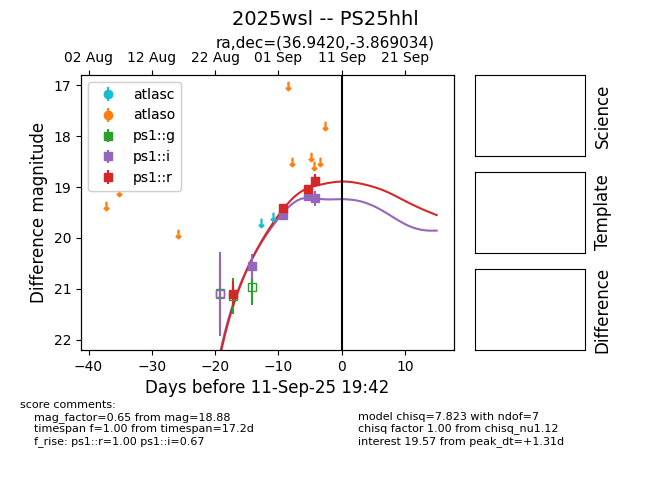 2025wsl -- PS25hhl
ra,dec=(36.9420,-3.869034)
02 Aug 12 Aug 22 Aug 01 Sep 11 Sep 21 Sep
17
18
19
20
21
22
Difference magnitude
atlasc
atlaso
ps1::g
ps1::i
ps1::r
−40 −30 −20 −10 0 10
Days before 11-Sep-25 19:42
Science
Template
Difference
score comments:
mag_factor=0.65 from mag=18.88
timespan f=1.00 from timespan=17.2d
f_rise: ps1::r=1.00 ps1::i=0.67
model chisq=7.823 with ndof=7
chisq factor 1.00 from chisq_nu1.12
interest 19.57 from peak_dt=+1.31d